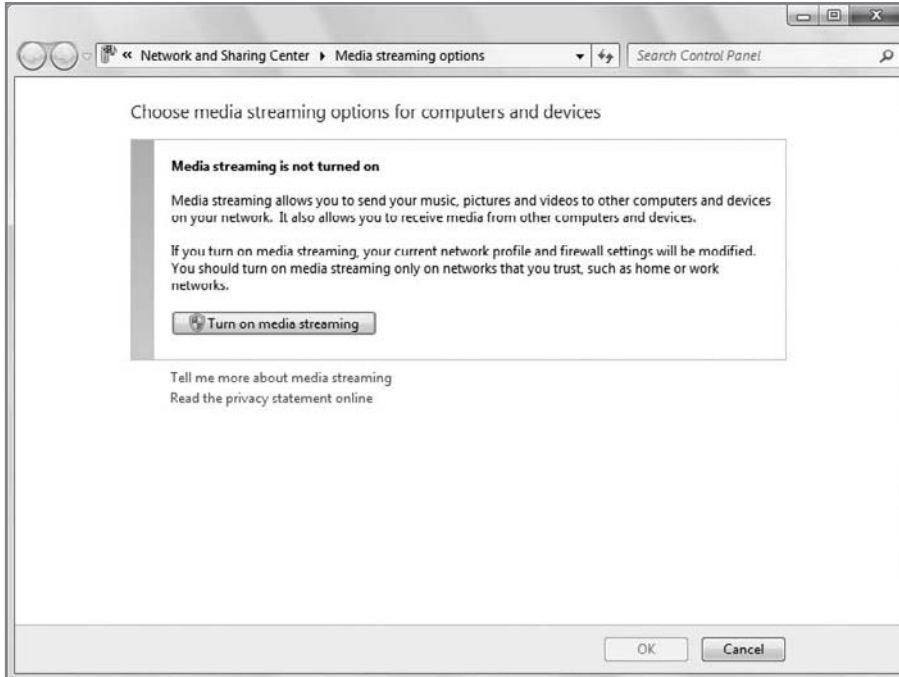 « Network and Sharing Center ▸ Media streaming options
Search Control Panel
Choose media streaming options for computers and devices
Media streaming is not turned on
Media streaming allows you to send your music, pictures and videos to other computers and devices
on your network. It also allows you to receive media from other computers and devices.
If you turn on media streaming, your current network profile and firewall settings will be modified.
You should turn on media streaming only on networks that you trust, such as home or work
networks.
Turn on media streaming
Tell me more about media streaming
Read the privacy statement online
OK
Cancel